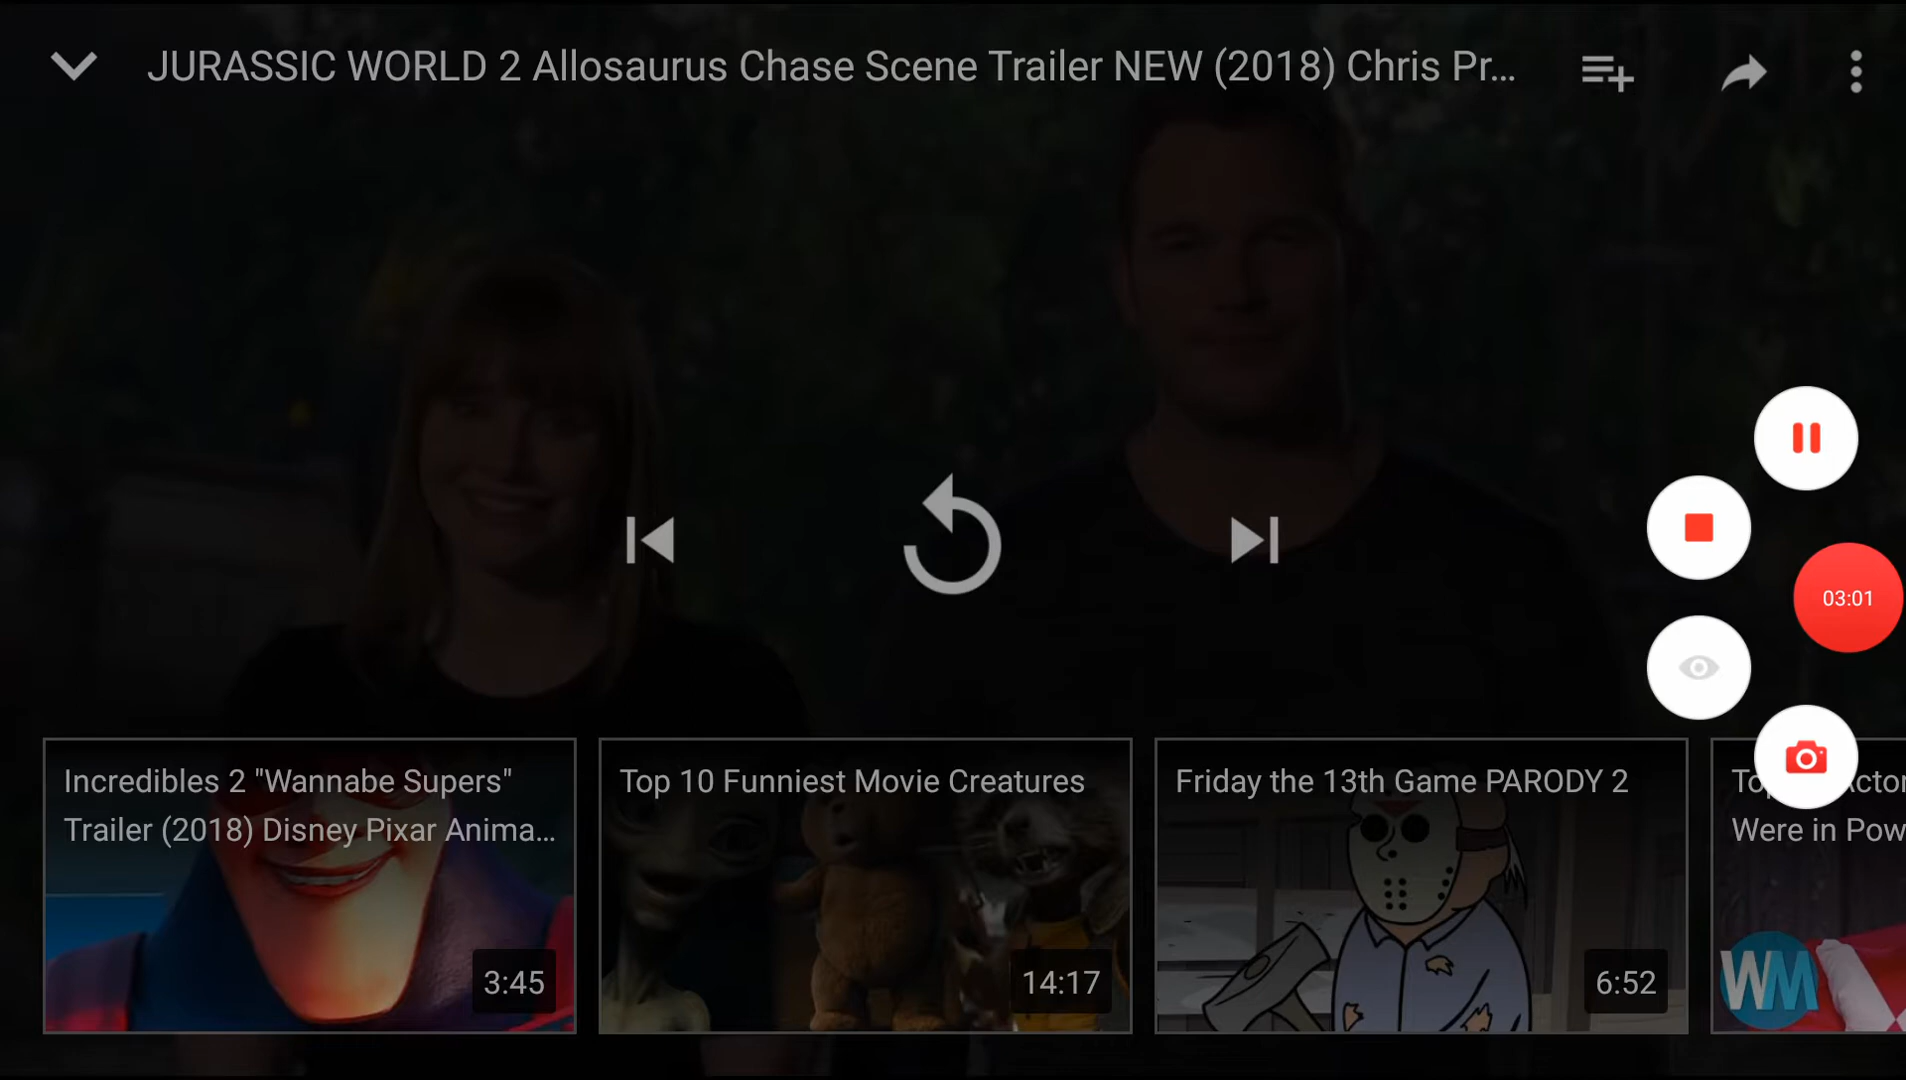 JURASSIC WORLD 2 Allosaurus Chase Scene Trailer NEW (2018) Chris Pr...
03:01
Incredibles 2 "Wannabe Supers"
Trailer (2018) Disney Pixar Anima...
3:45
Top 10 Funniest Movie Creatures
14:17
Friday the 13th Game PARODY 2
6:52
Were in Pow
WM